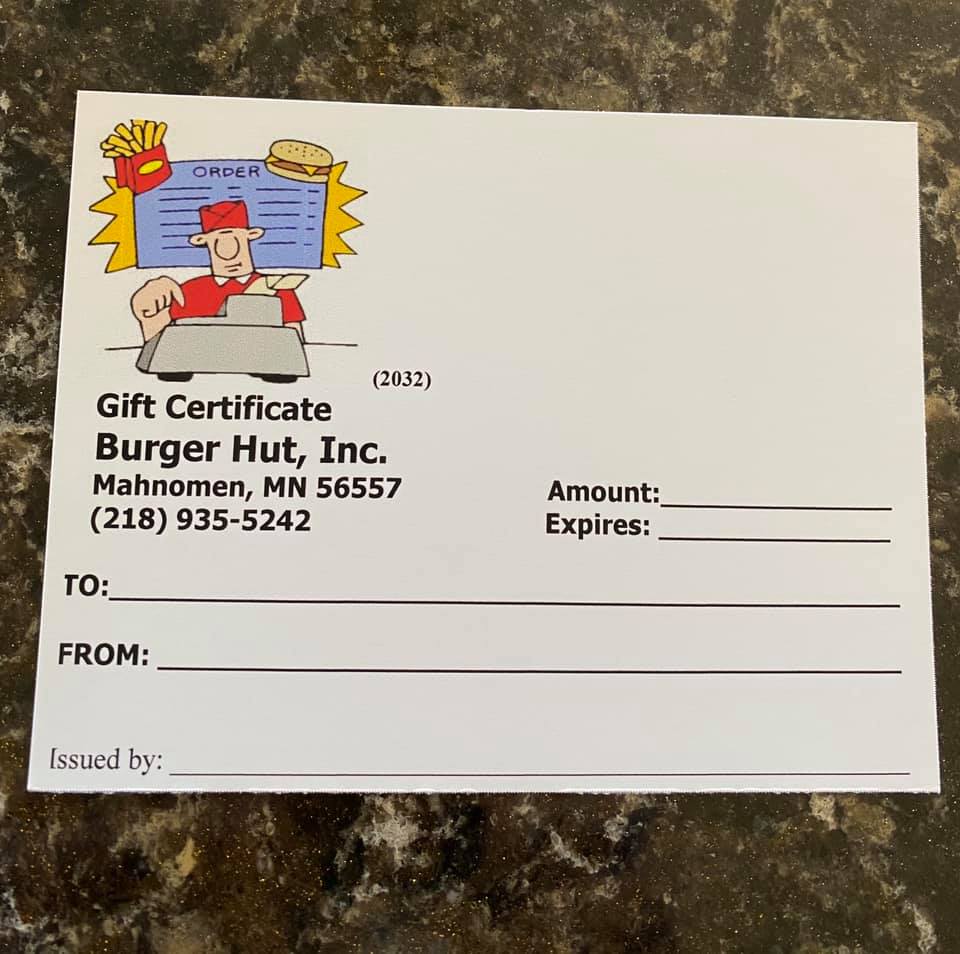 ORDER
(2032)
Gift Certificate
Burger Hut, Inc.
Mahnomen, MN 56557
(218) 935-5242
Amount:
Expires:
TO:
FROM:
Issued by: